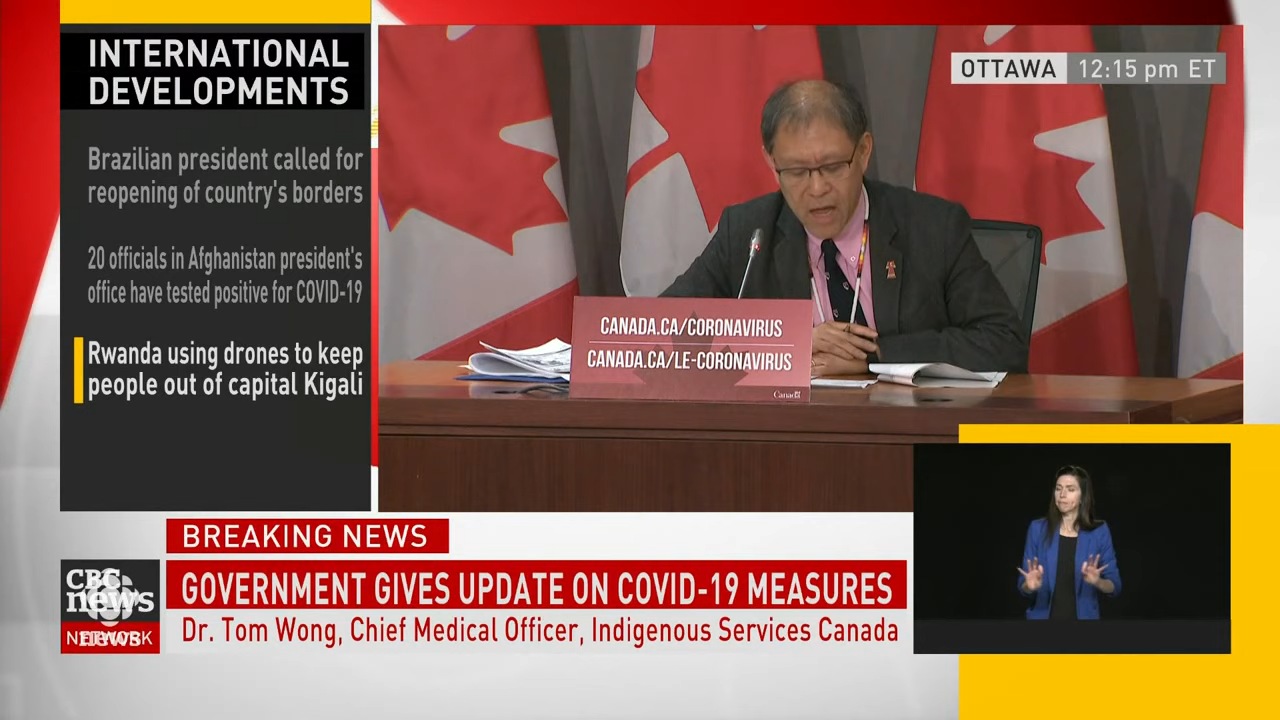 INTERNATIONAL
DEVELOPMENTS
Brazilian president called for
reopening of country's borders
20 officials in Afghanistan president's
office have tested positive for COVID-19
Rwanda using drones to keep
people out of capital Kigali
OTTAWA 12:15 pm ET
CANADA.CA/CORONAVIRUS
CANADA.CA/LE-CORONAVIRUS
Canada
BREAKING NEWS
GOVERNMENT GIVES UPDATE ON COVID-19 MEASURES
Dr. Tom Wong, Chief Medical Officer, Indigenous Services Canada
CBC
news
NETWORK
news